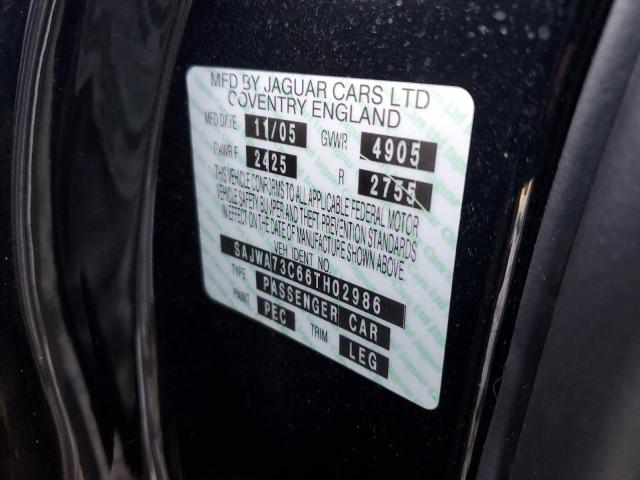 MFD BY JAGUAR CARS LTD
COVENTRY ENGLAND
MFD DATE 11/05 GVWR 4905
GAWR F 2425 R 2755
THIS VEHICLE CONFORMS TO ALL APPLICABLE FEDERAL MOTOR
VEHICLE SAFETY BUMPER AND THEFT PREVENTION STANDARDS
IN EFFECT ON THE DATE OF MANUFACTURE SHOWN ABOVE.
VEH IDENT NO.
SAJWA73C66TH02986
TYPE PASSENGER CAR
PAINT PEC TRIM LEG